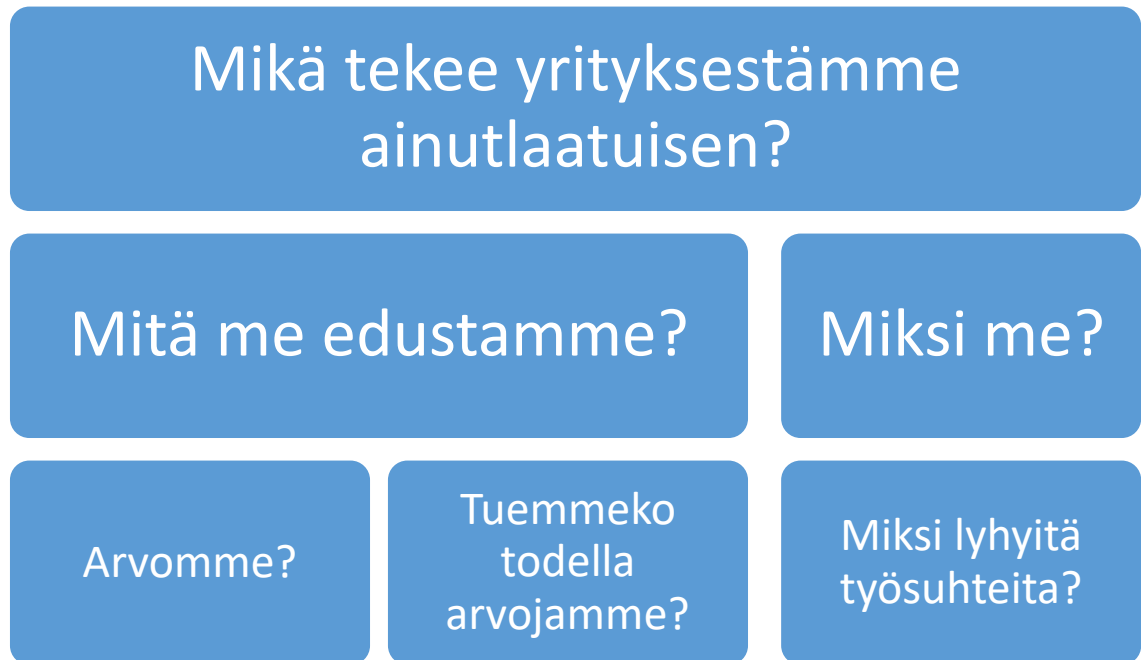 Mikä tekee yrityksestämme
ainutlaatuisen?
Mitä me edustamme?
Miksi me?
Arvomme?
Tuemmeko
todella
arvojamme?
Miksi lyhyitä
työsuhteita?